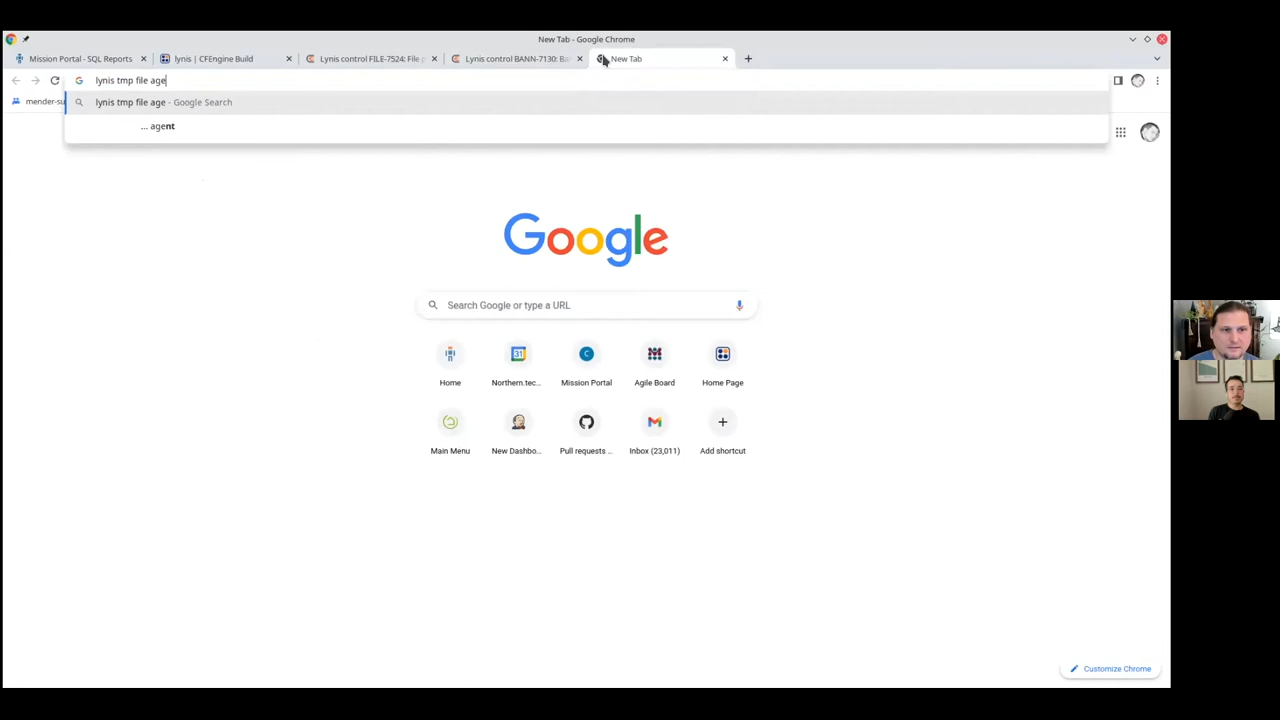 New Tab - Google Chrome
Mission Portal - SQL Reports
lynis | CFEngine Build
Lynis control FILE-7524: File p
Lynis control BANN-7130: Ba
New Tab
lynis tmp file age
mender-su
lynis tmp file age - Google Search
... agent
Google
Search Google or type a URL
31
C
Home
Northern.tec...
Mission Portal
Agile Board
Home Page
Main Menu
New Dashbo...
Pull requests ...
Inbox (23,011)
Add shortcut
Customize Chrome